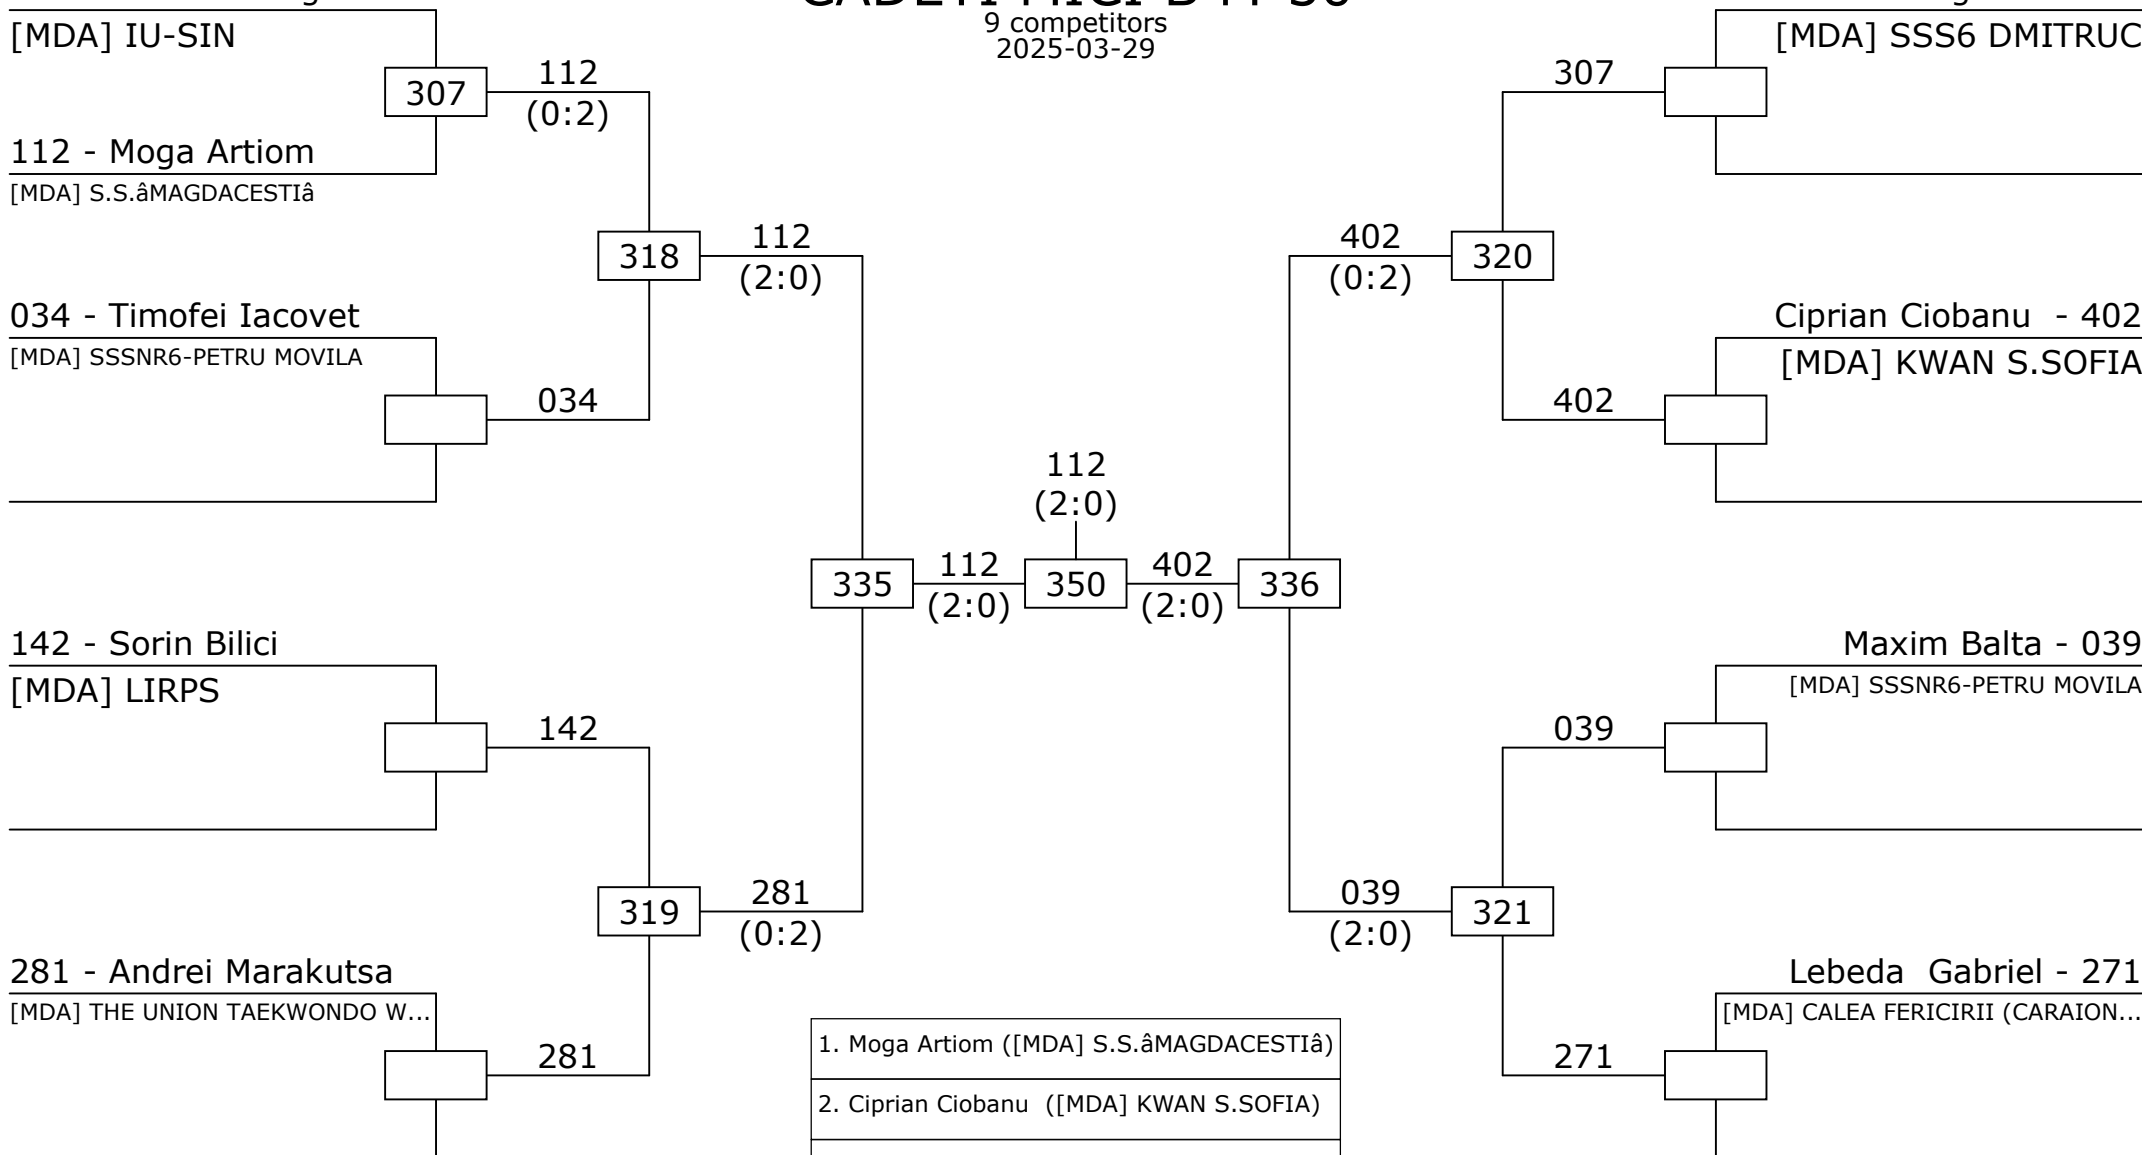 9 competitors
2025-03-29
[MDA] IU-SIN
307
112
(0:2)
112 - Moga Artiom
[MDA] S.S.âMAGDACESTIâ
318
112
(2:0)
034 - Timofei Iacovet
[MDA] SSSNR6-PETRU MOVILA
034
142 - Sorin Bilici
[MDA] LIRPS
142
319
281
(0:2)
281 - Andrei Marakutsa
[MDA] THE UNION TAEKWONDO W...
281
335
112
(2:0)
112
(2:0)
350
402
(2:0)
336
[MDA] SSS6 DMITRUC
307
402
(0:2)
320
Ciprian Ciobanu - 402
[MDA] KWAN S.SOFIA
402
Maxim Balta - 039
[MDA] SSSNR6-PETRU MOVILA
039
039
(2:0)
321
Lebeda Gabriel - 271
[MDA] CALEA FERICIRII (CARAION...
271
1. Moga Artiom ([MDA] S.S.âMAGDACESTIâ)
2. Ciprian Ciobanu ([MDA] KWAN S.SOFIA)